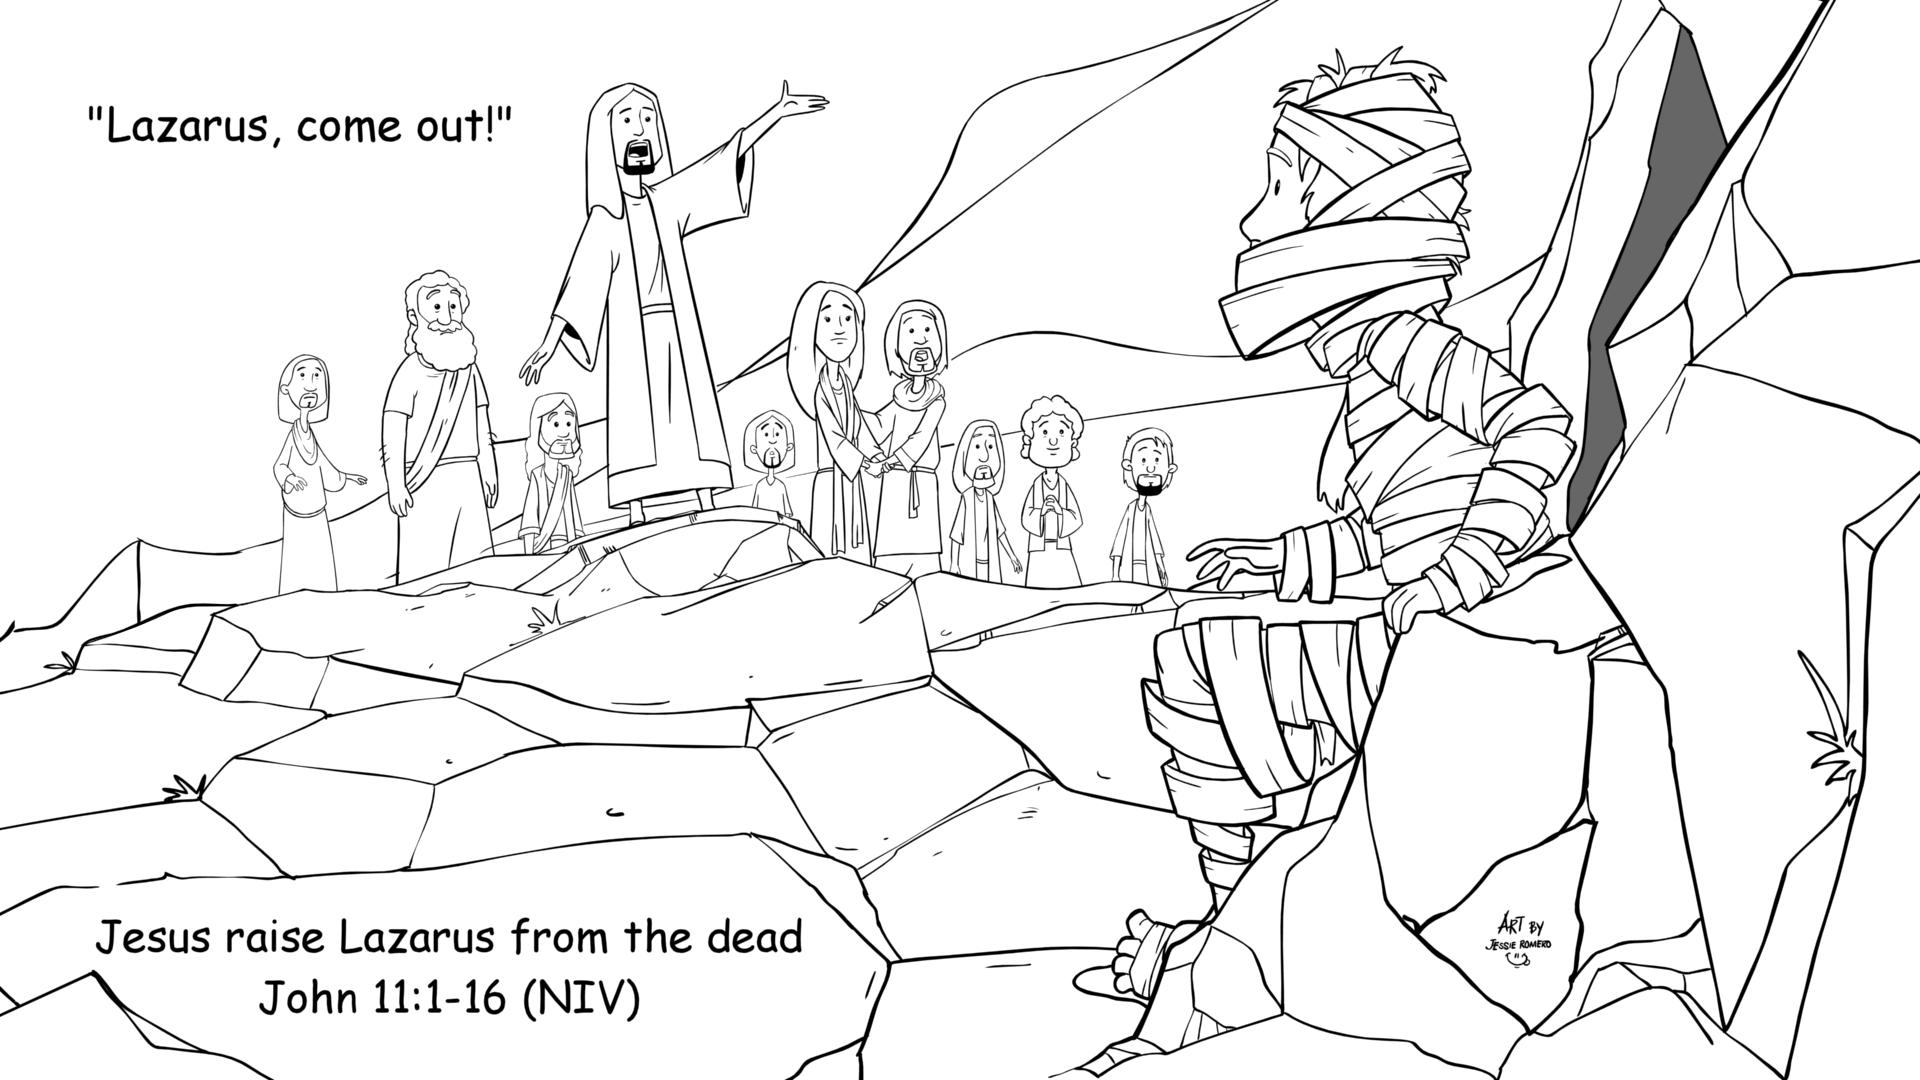 "Lazarus, come out!"
Jesus raise Lazarus from the dead
John 11:1-16 (NIV)
ART BY
JESSIE ROMERO